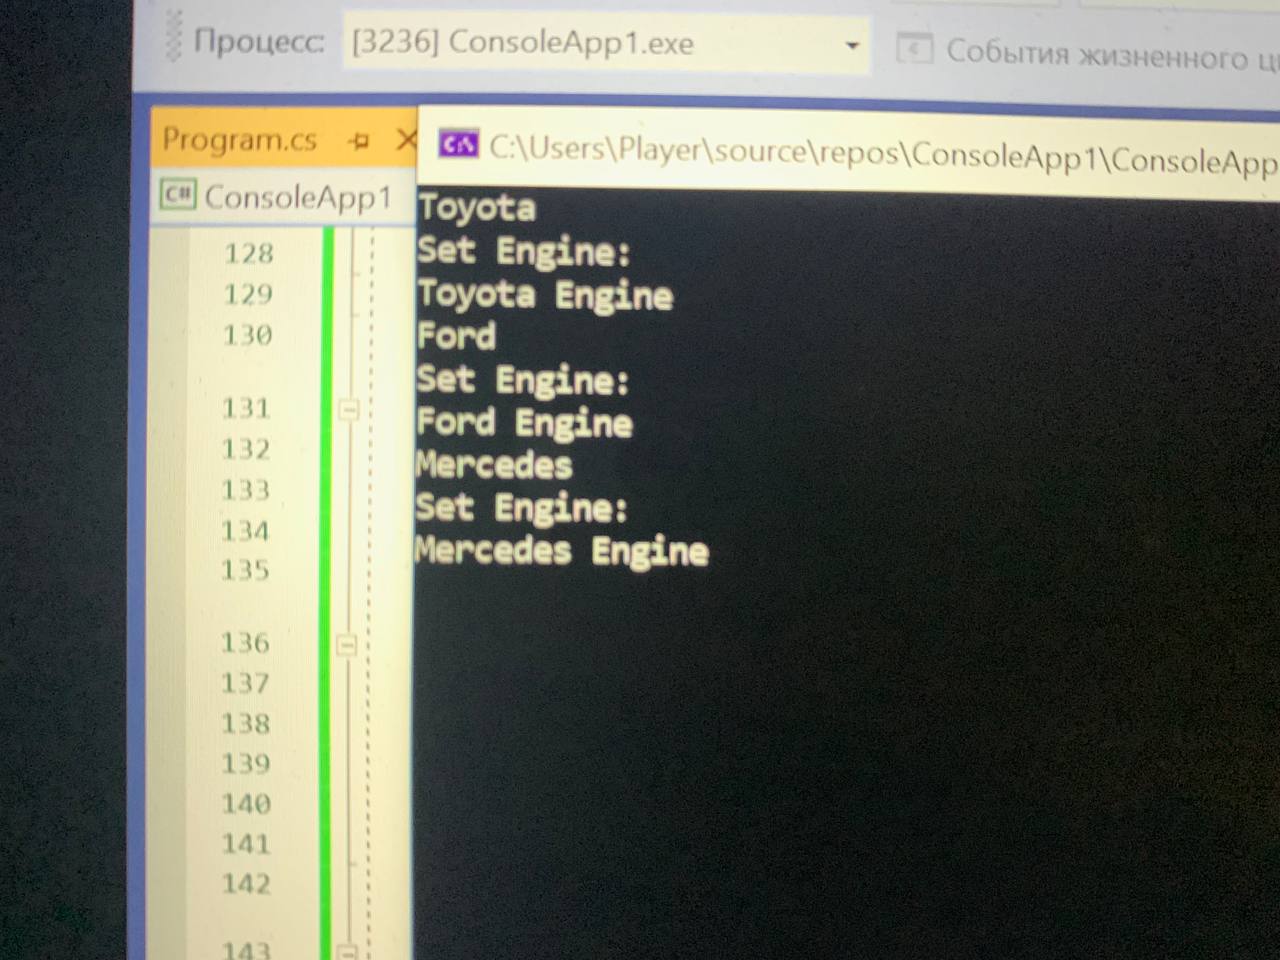 Процесс: [3236] ConsoleApp1.exe События жизненного
Program.cs
C:\Users\Player\source\repos\ConsoleApp1\ConsoleApp
ConsoleApp1
Toyota
Set Engine:
Toyota Engine
Ford
Set Engine:
Ford Engine
Mercedes
Set Engine:
Mercedes Engine
128
129
130
131
132
133
134
135
136
137
138
139
140
141
142
143